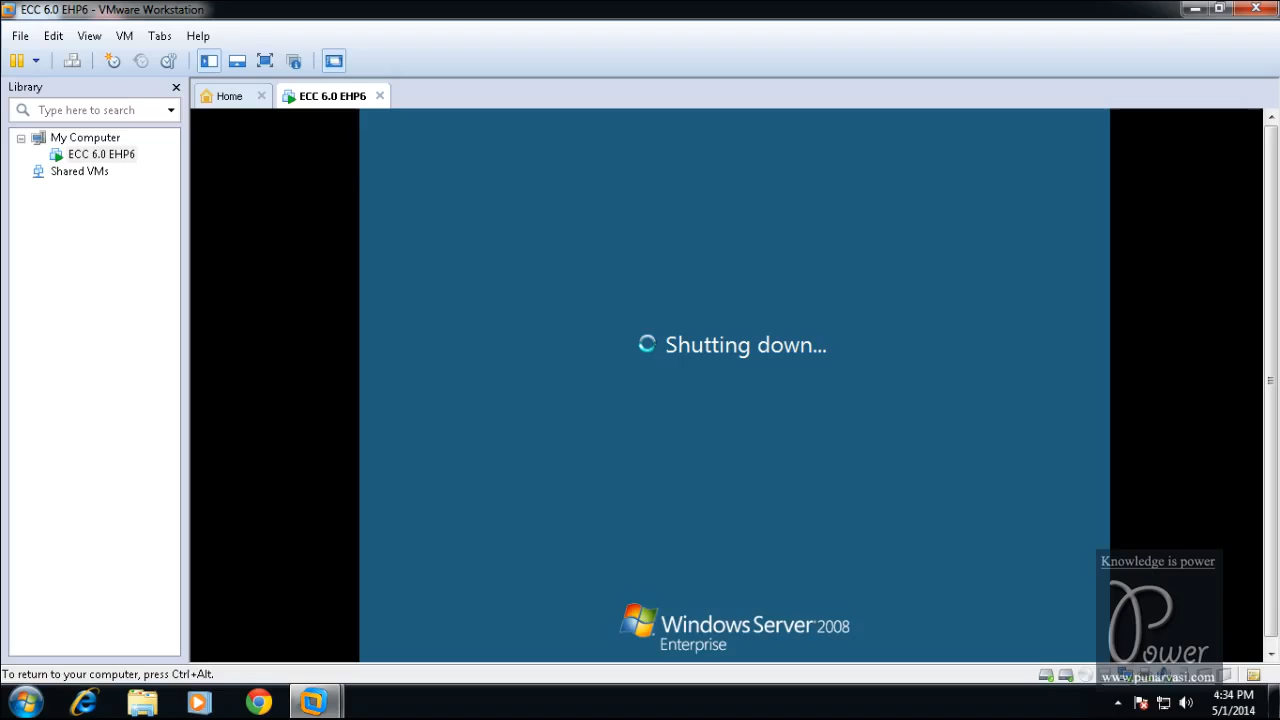 ECC 6.0 EHP6 - VMware Workstation
File Edit View VM Tabs Help
Library
Type here to search
My Computer
ECC 6.0 EHP6
Shared VMs
Home
ECC 6.0 EHP6
Shutting down...
Windows Server 2008
Enterprise
Knowledge is power
Power
www.punarvasi.com
To return to your computer, press Ctrl+Alt.
4:34 PM
5/1/2014